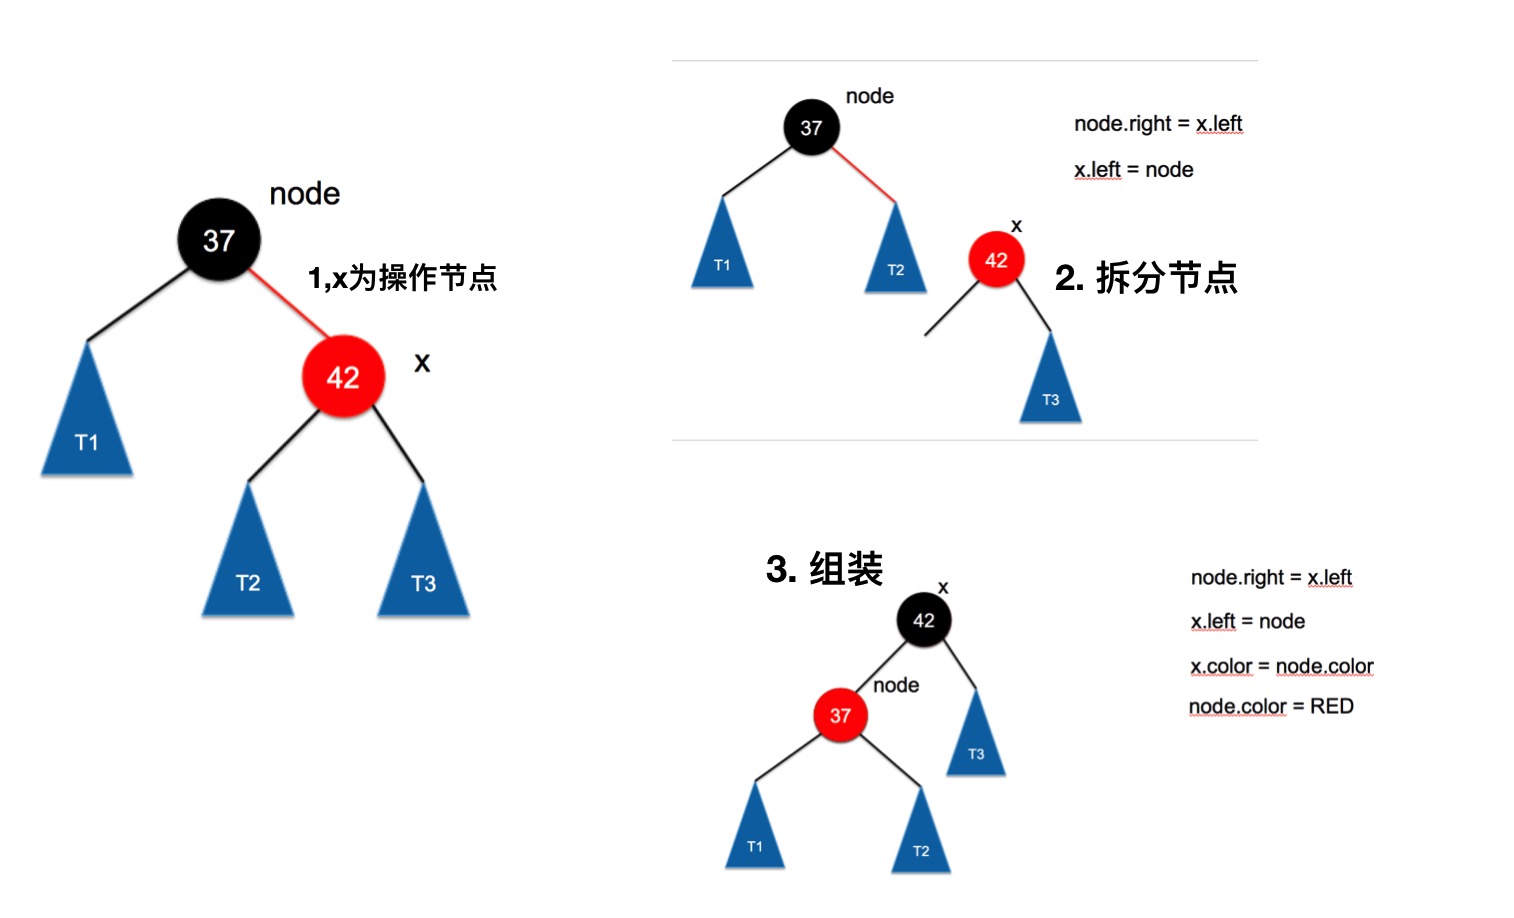 node
37
1,x为操作节点
42
x
T1
T2
T3
node
37
node.right = x.left
x.left = node
x
42
2. 拆分节点
T1
T2
T3
3. 组装
x
42
node
37
T3
T1
T2
node.right = x.left
x.left = node
x.color = node.color
node.color = RED